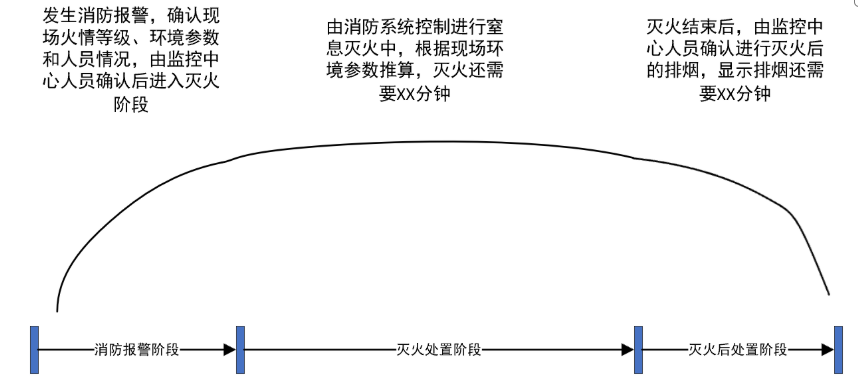 发生消防报警，确认现
场火情等级、环境参数
和人员情况，由监控中
心人员确认后进入灭火
阶段
由消防系统控制进行窒
息灭火中，根据现场环
境参数推算，灭火还需
要XX分钟
灭火结束后，由监控中
心人员确认进行灭火后
的排烟，显示排烟还需
要XX分钟
消防报警阶段
灭火处置阶段
灭火后处置阶段